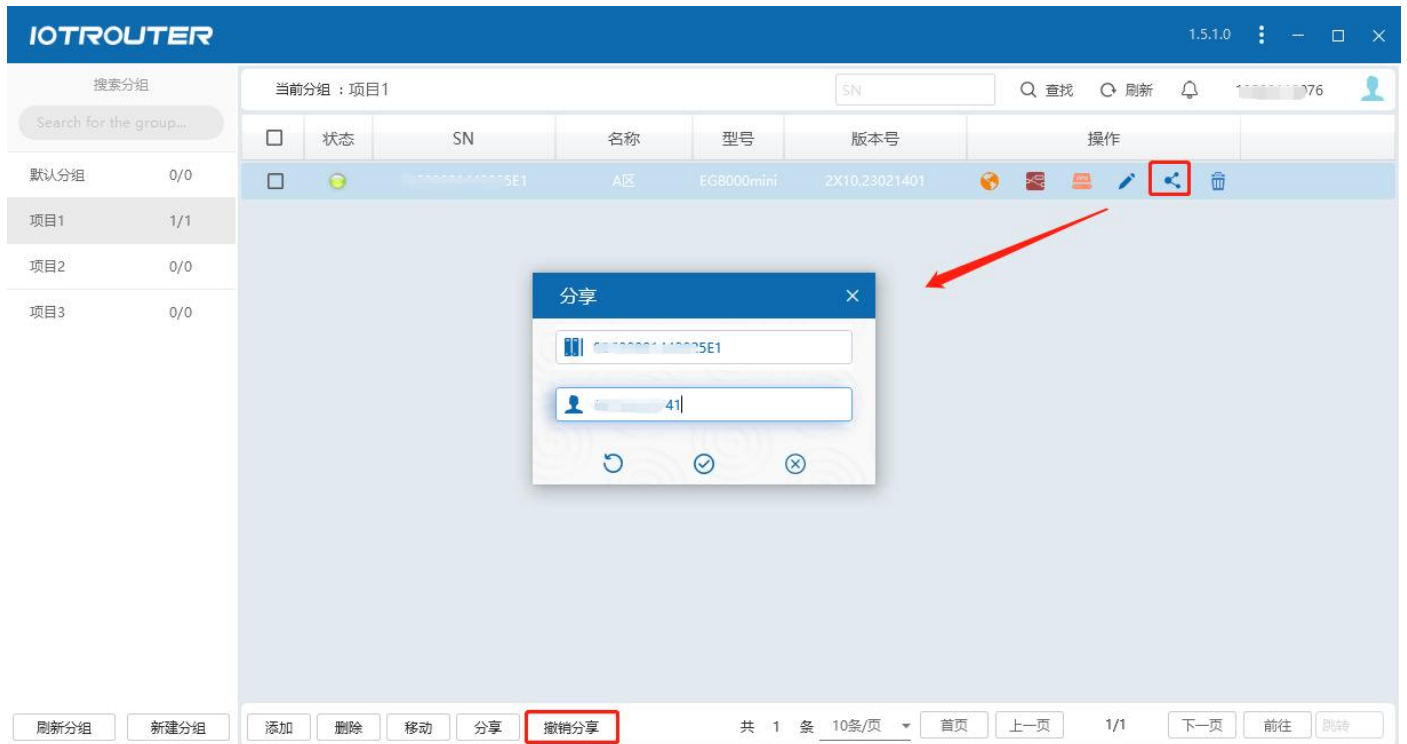 IOTROUTER 1.5.1.0
搜索分组
Search for the group...
默认分组 0/0
项目1 1/1
项目2 0/0
项目3 0/0
刷新分组 新建分组
当前分组：项目1 SN 查找 刷新 076
状态 SN 名称 型号 版本号 操作
5E1 A区 EG8000mini 2X10.23021401
分享
25E1
41
添加 删除 移动 分享 撤销分享 共 1 条 10条/页 首页 上一页 1/1 下一页 前往 跳转